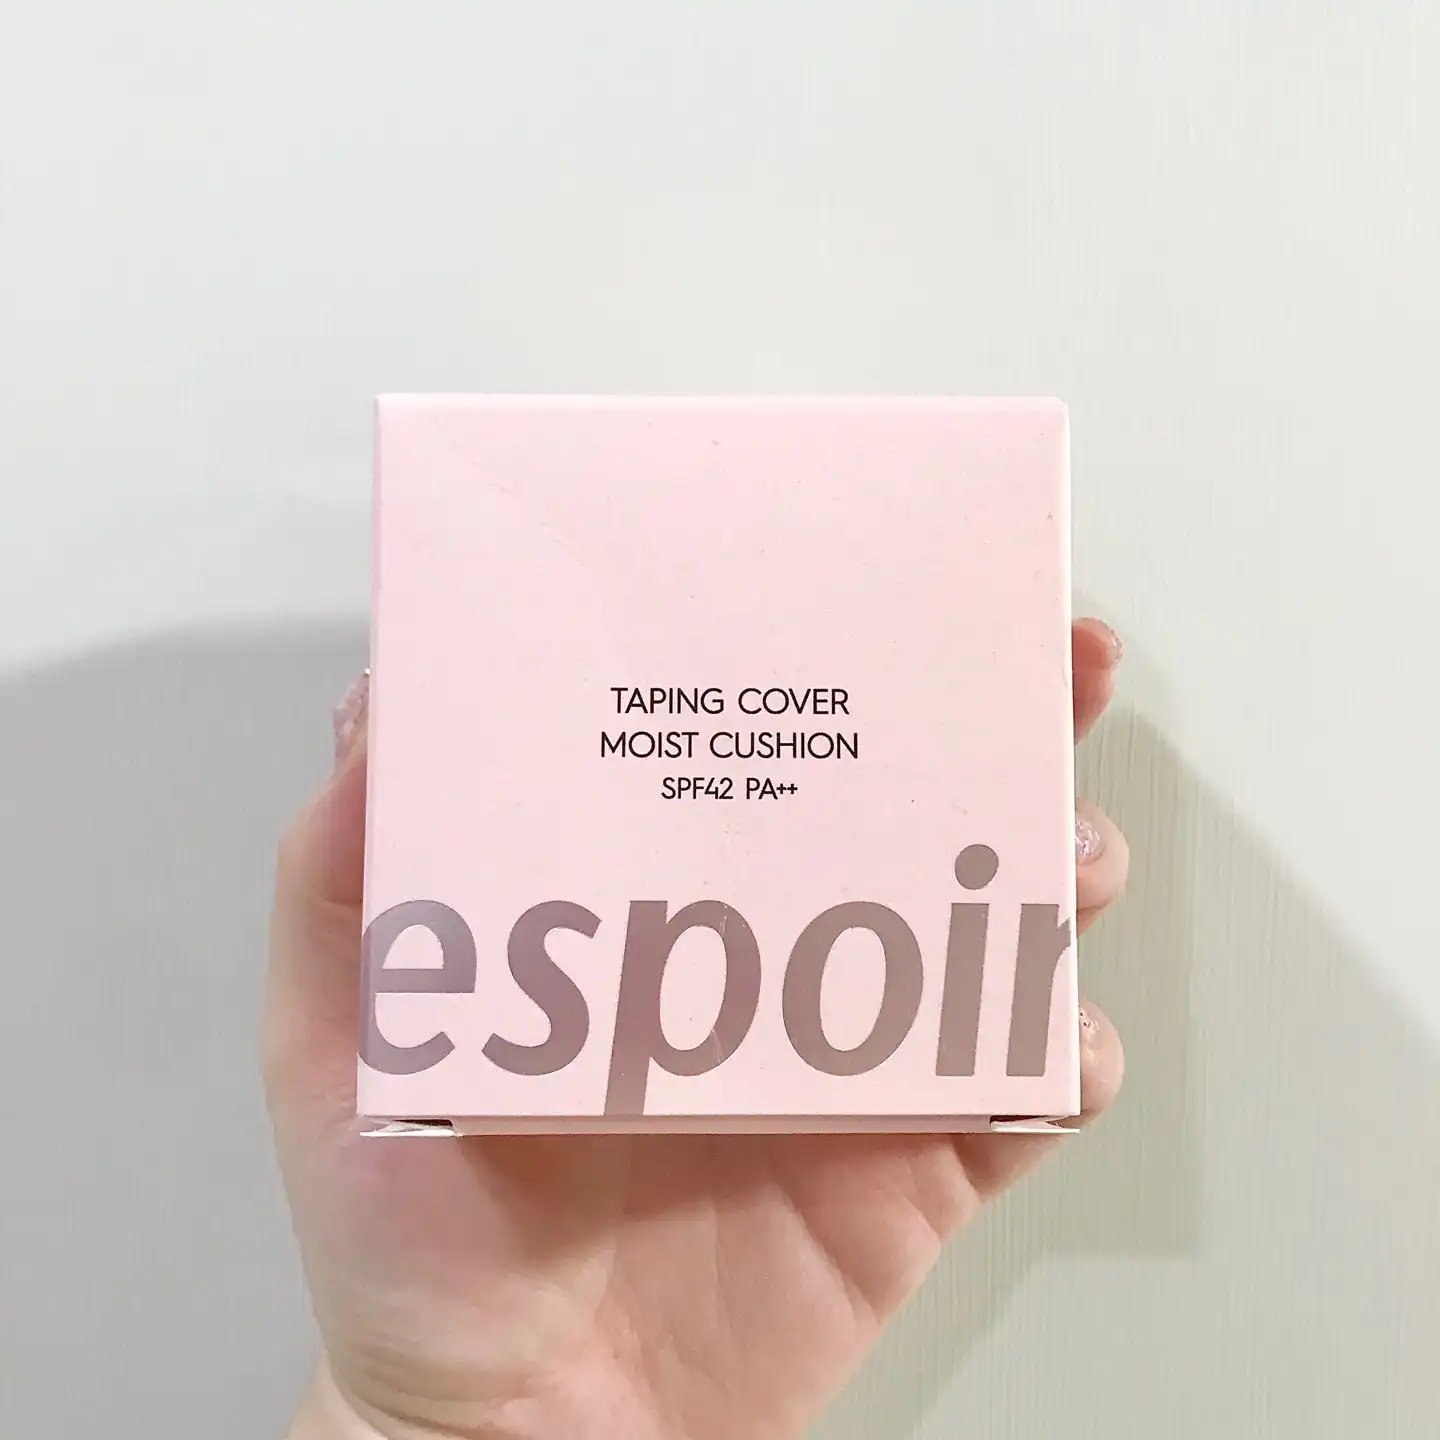 TAPING COVER
MOIST CUSHION
SPF42 PA++
espoir